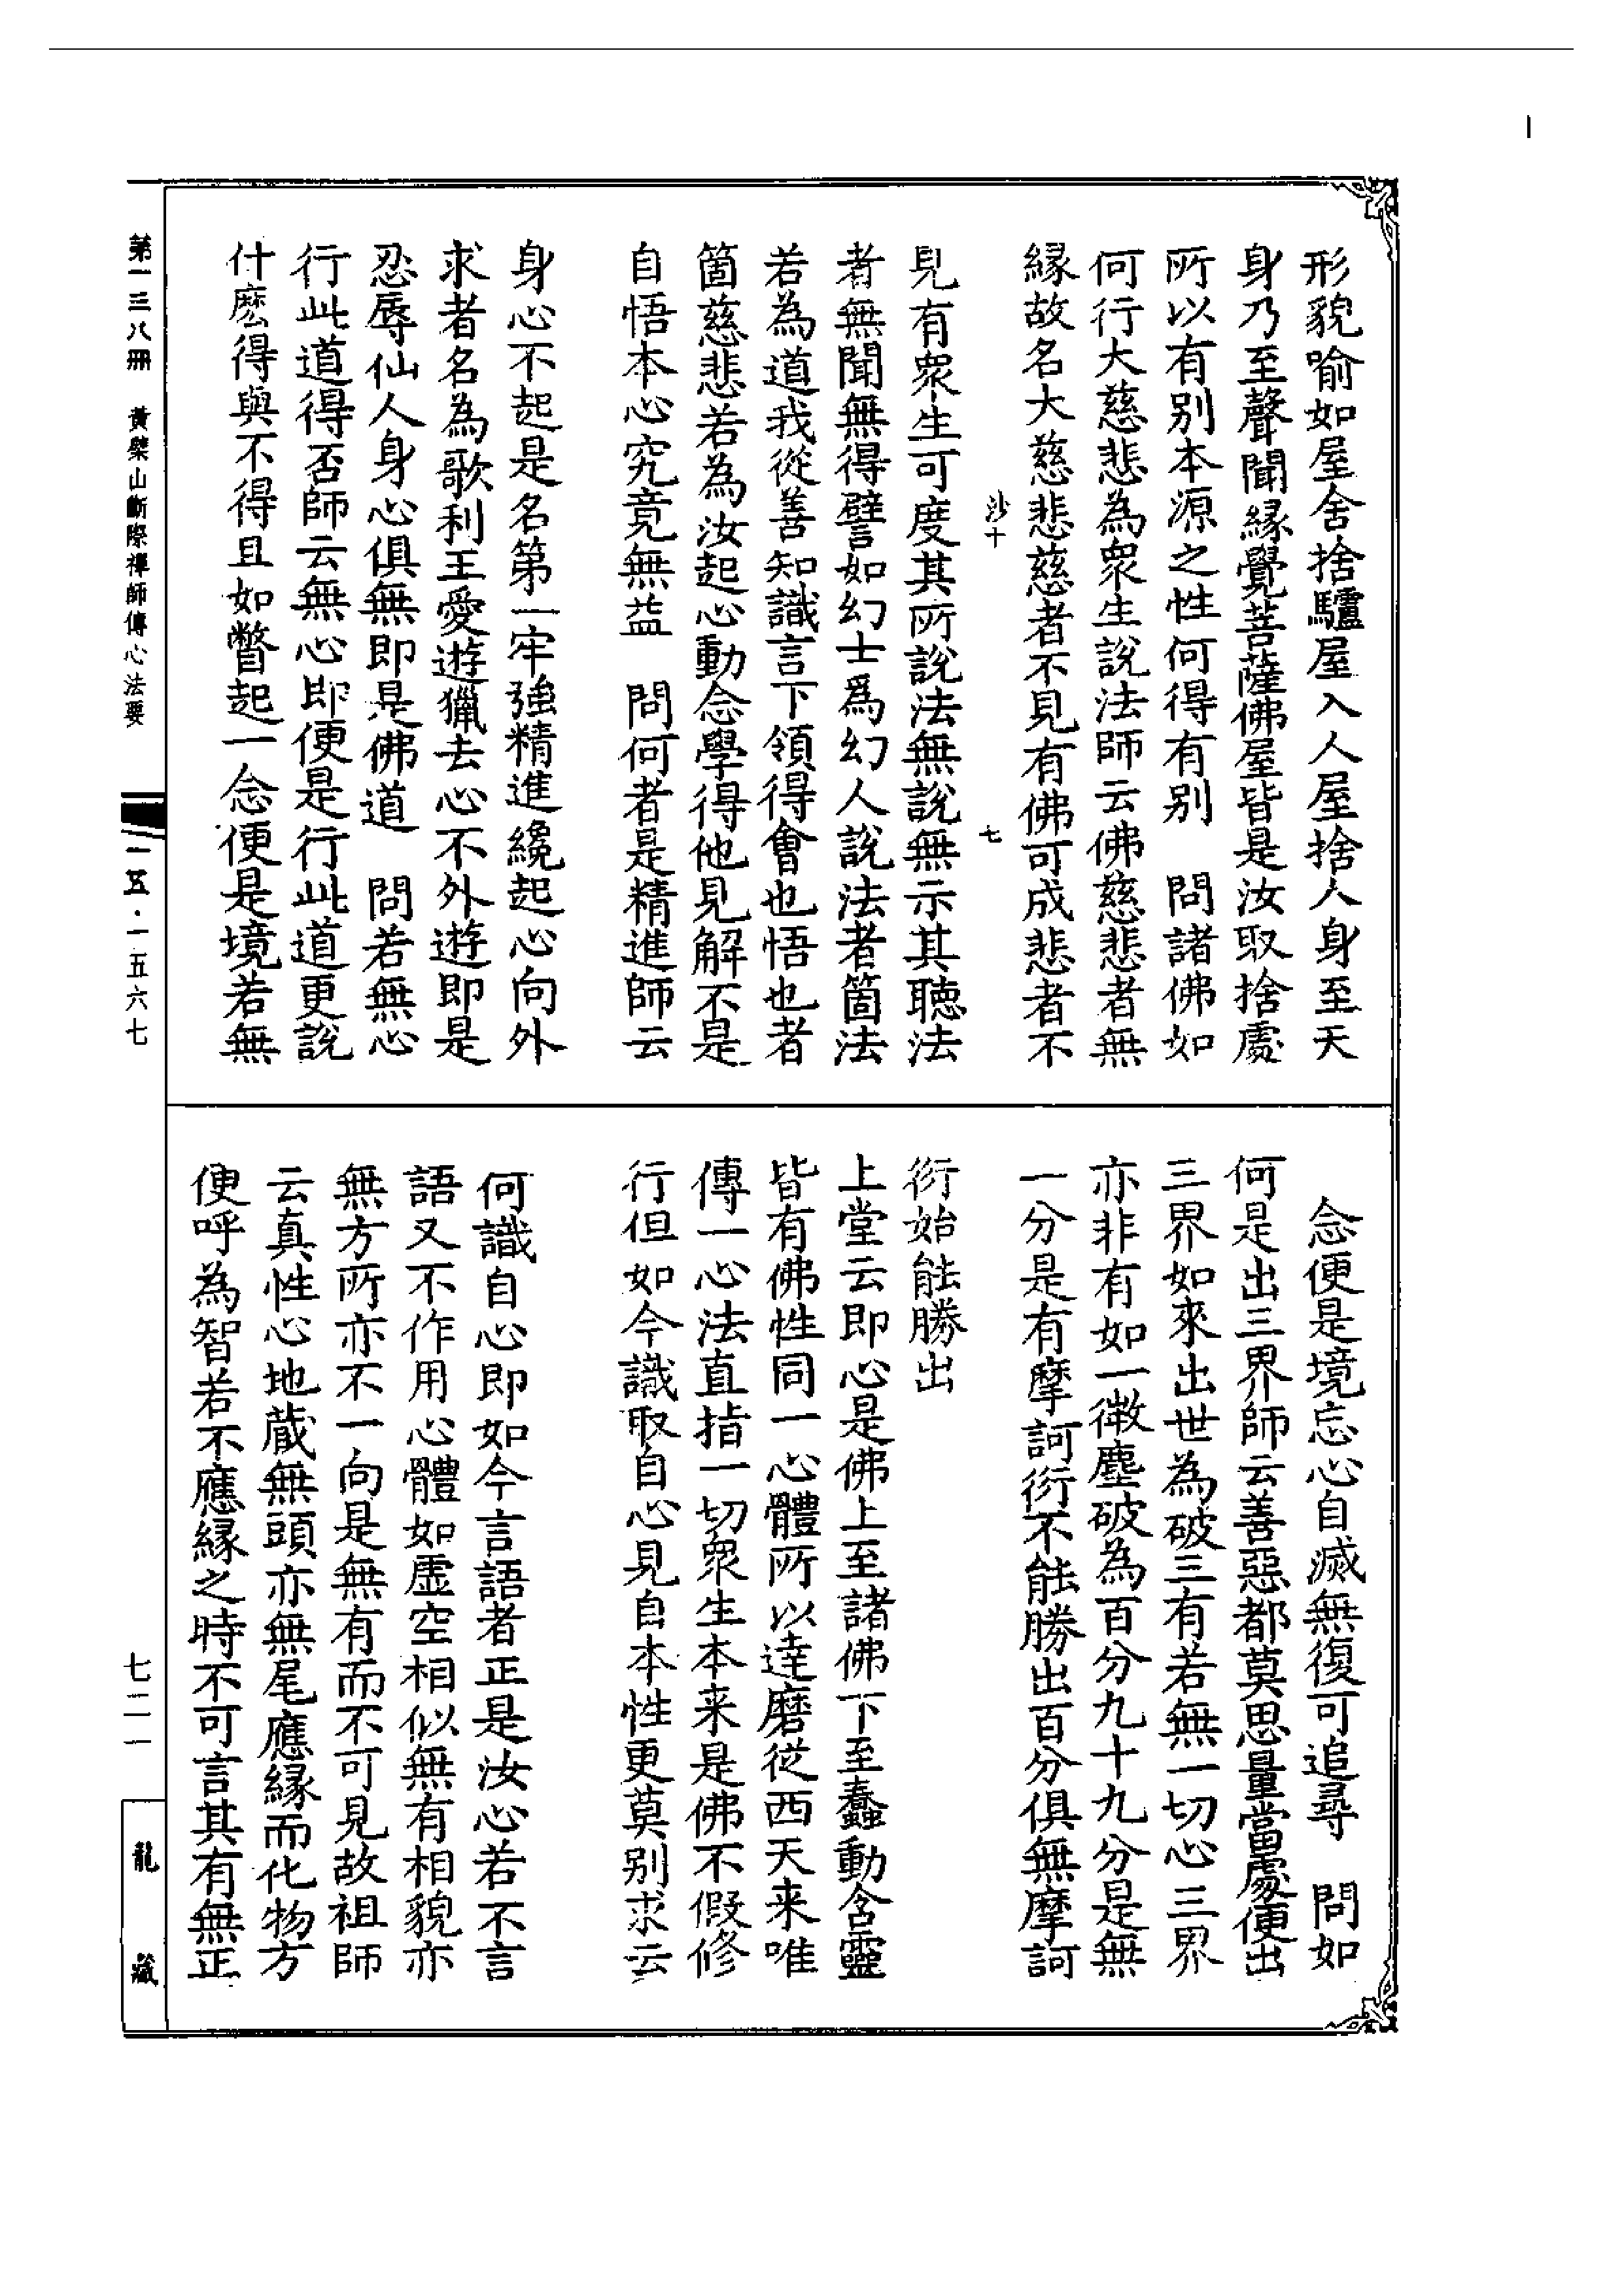 形貌喻如屋舍捨驢屋入人屋捨人身至天
身乃至聲聞緣覺菩薩佛屋皆是汝取捨處
所以有別本源之性何得有別　問諸佛如
何行大慈悲為眾生說法師云佛慈悲者無
緣故名大慈悲慈者不見有佛可成悲者不
沙十　七
見有眾生可度其所說法無說無示其聽法
者無聞無得譬如幻士爲幻人說法者箇法
若為道我從善知識言下領得會也悟也者
箇慈悲若為汝起心動念學得他見解不是
自悟本心究竟無益　問何者是精進師云
身心不起是名第一牢強精進纔起心向外
求者名為歌利王愛遊獵去心不外遊即是
忍辱仙人身心俱無即是佛道　問若無心
行此道得否師云無心即便是行此道更說
什麽得與不得且如瞥起一念便是境若無
念便是境忘心自滅無復可追尋　問如
何是出三界師云善惡都莫思量當處便出
三界如來出世為破三有若無一切心三界
亦非有如一微塵破為百分九十九分是無
一分是有摩訶衍不能勝出百分俱無摩訶
衍始能勝出
上堂云即心是佛上至諸佛下至蠢動含靈
皆有佛性同一心體所以達磨從西天来唯
傳一心法直指一切眾生本来是佛不假修
行但如今識取自心見自本性更莫別求云
何識自心即如今言語者正是汝心若不言
語又不作用心體如虛空相似無有相貌亦
無方所亦不一向是無有而不可見故祖師
云真性心地蔵無頭亦無尾應緣而化物方
便呼為智若不應緣之時不可言其有無正
第一三八冊　黃檗山斷際禪師傳心法要
一五·一五六七
七二一
龍藏